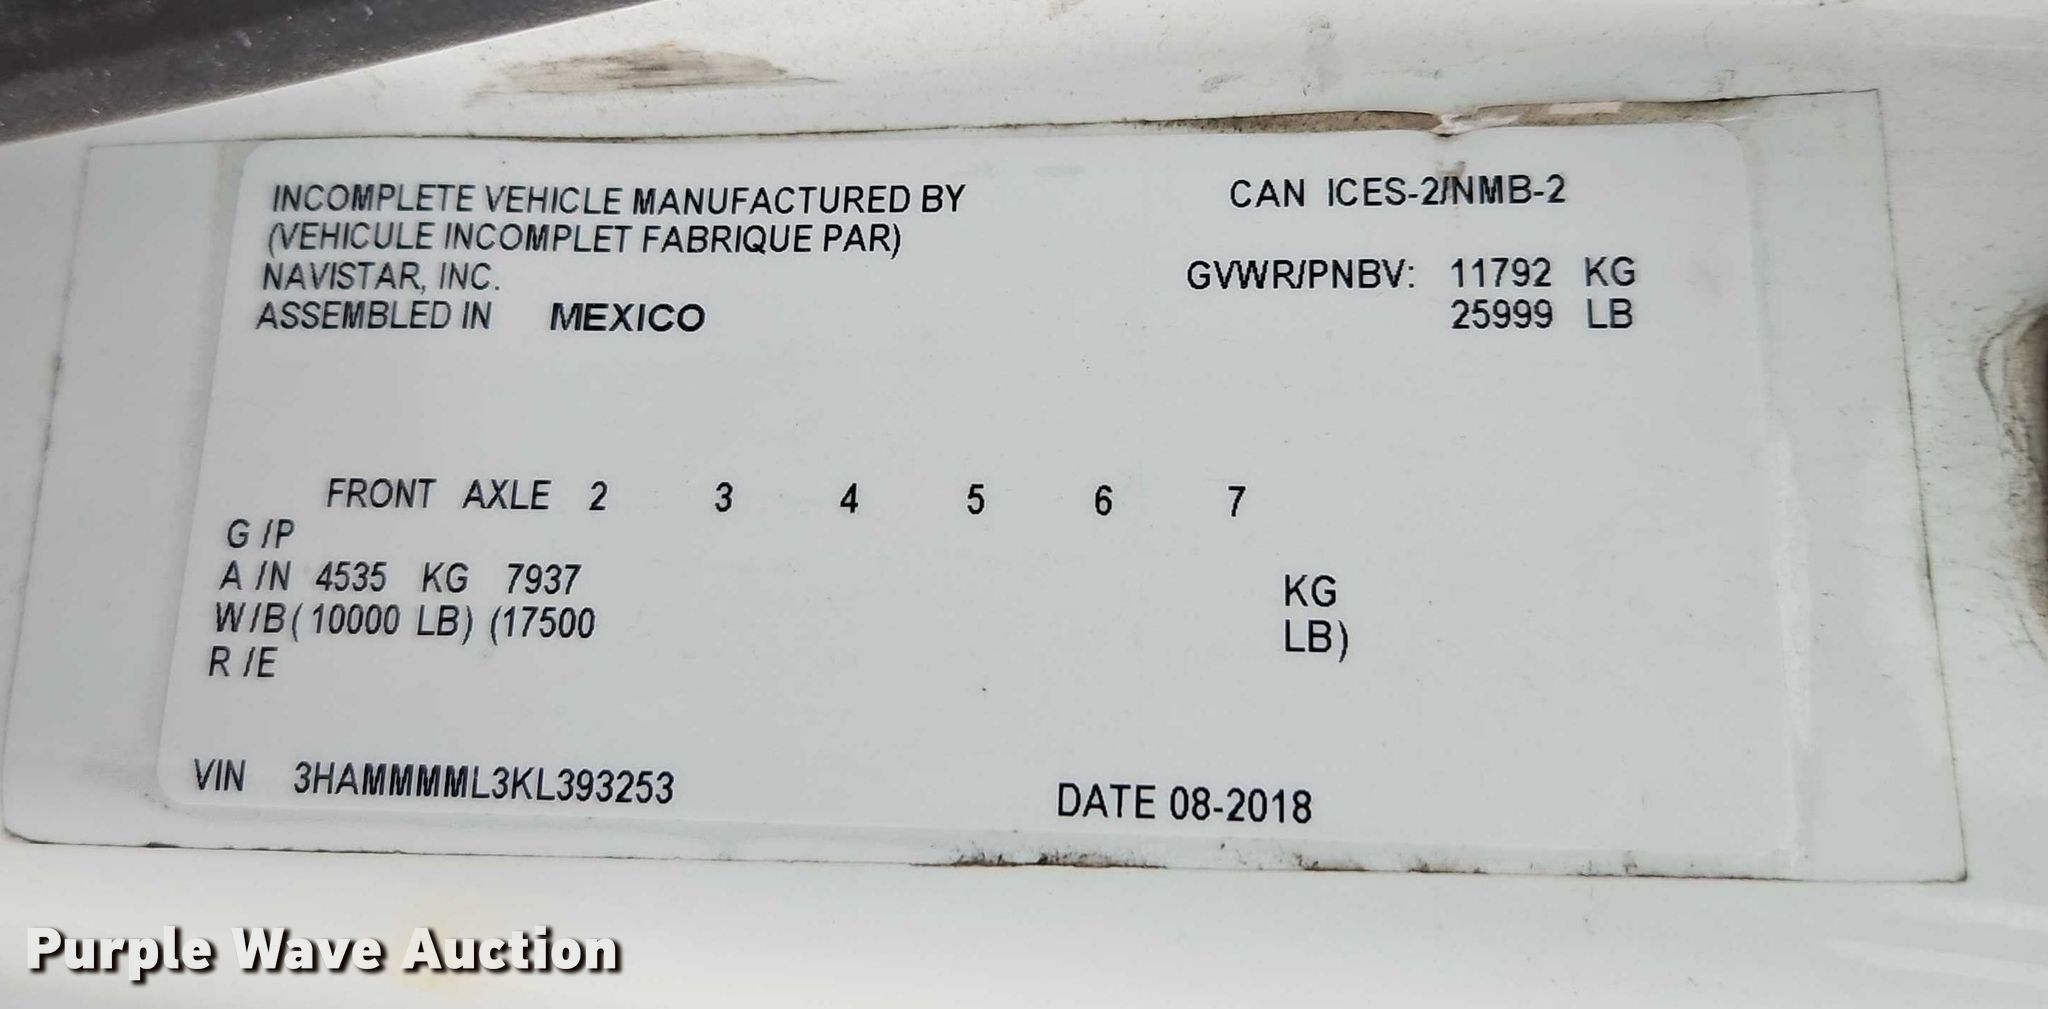 INCOMPLETE VEHICLE MANUFACTURED BY
(VEHICULE INCOMPLET FABRIQUE PAR)
NAVISTAR, INC.
ASSEMBLED IN MEXICO
CAN ICES-2/NMB-2
GVWR/PNBV: 11792 KG
25999 LB
FRONT AXLE 2 3 4 5 6 7
G /P
A /N 4535 KG 7937 KG
W/B ( 10000 LB) (17500 LB)
R /E
VIN 3HAMMMML3KL393253
DATE 08-2018
Purple Wave Auction